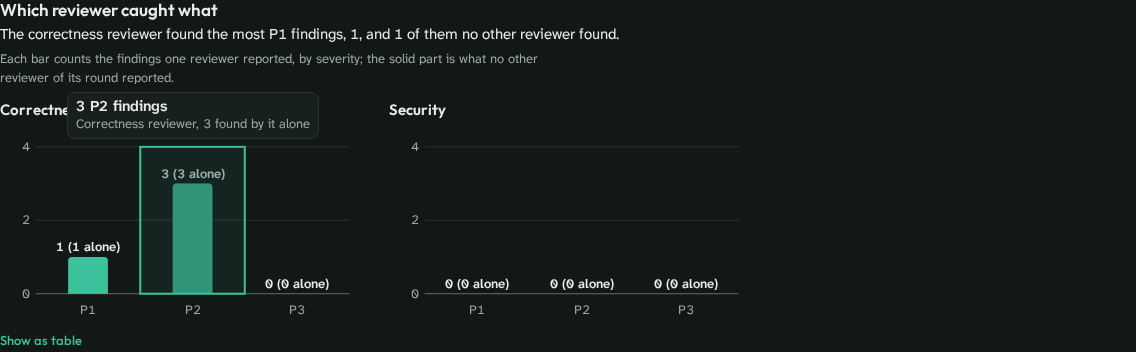 Which reviewer caught what
The correctness reviewer found the most P1 findings, 1, and 1 of them no other reviewer found.
Each bar counts the findings one reviewer reported, by severity; the solid part is what no other
reviewer of its round reported.
Correctne
3 P2 findings
Correctness reviewer, 3 found by it alone
4
3 (3 alone)
2
1 (1 alone)
0 (0 alone)
0
P1 P2 P3
Security
4
2
0 (0 alone) 0 (0 alone) 0 (0 alone)
0
P1 P2 P3
Show as table